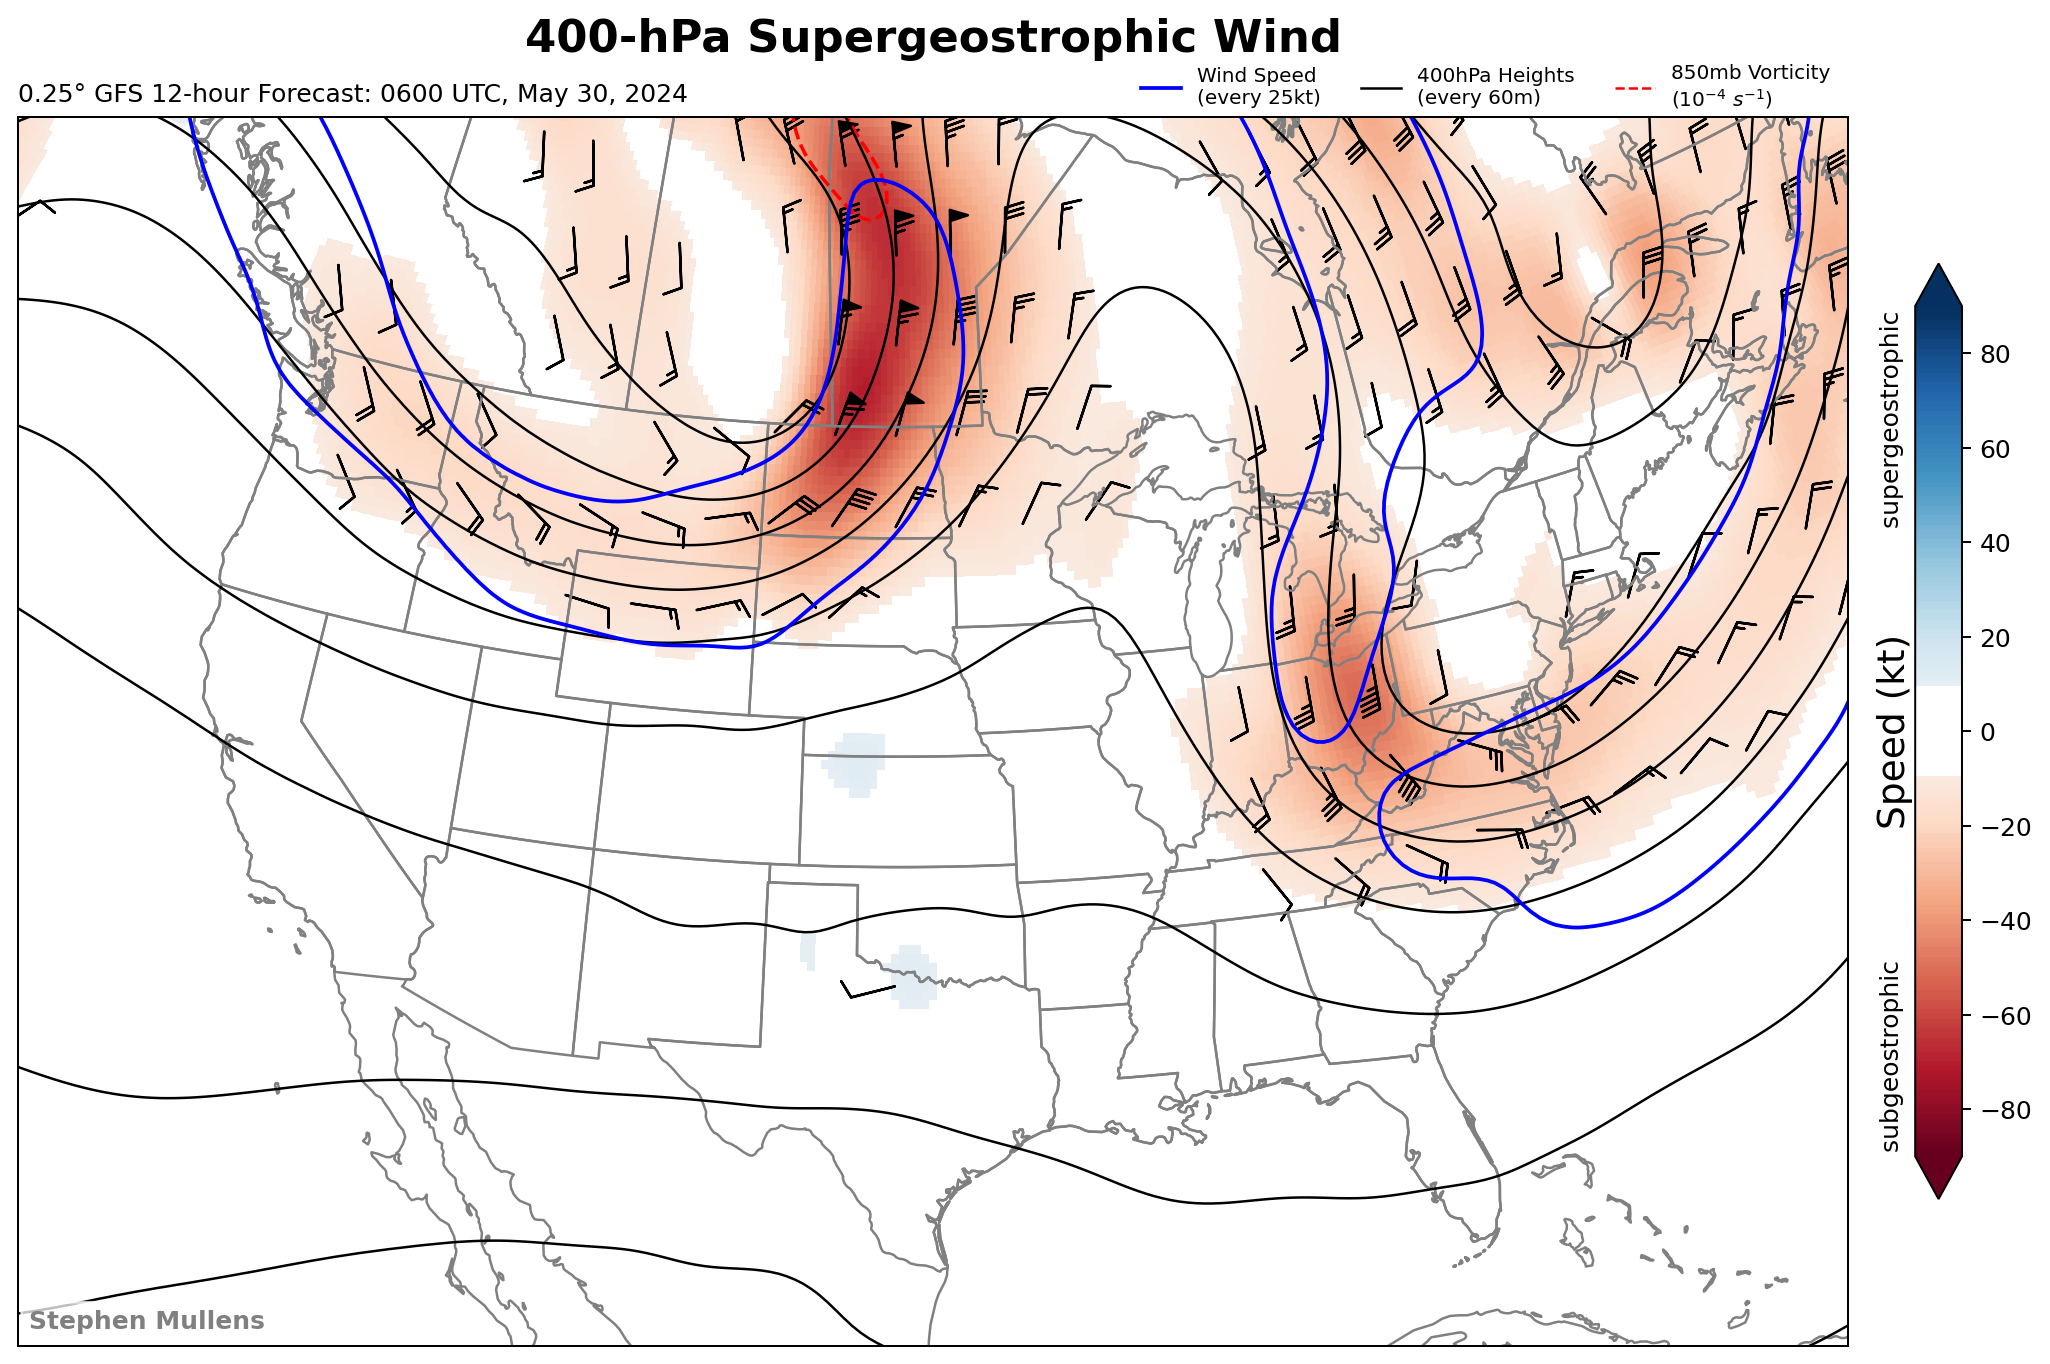 400-hPa Supergeostrophic Wind
0.25° GFS 12-hour Forecast: 0600 UTC, May 30, 2024
Wind Speed
(every 25kt)
400hPa Heights
(every 60m)
850mb Vorticity
(10⁻⁴ s⁻¹)
supergeostrophic
Speed (kt)
subgeostrophic
80
60
40
20
0
−20
−40
−60
−80
Stephen Mullens